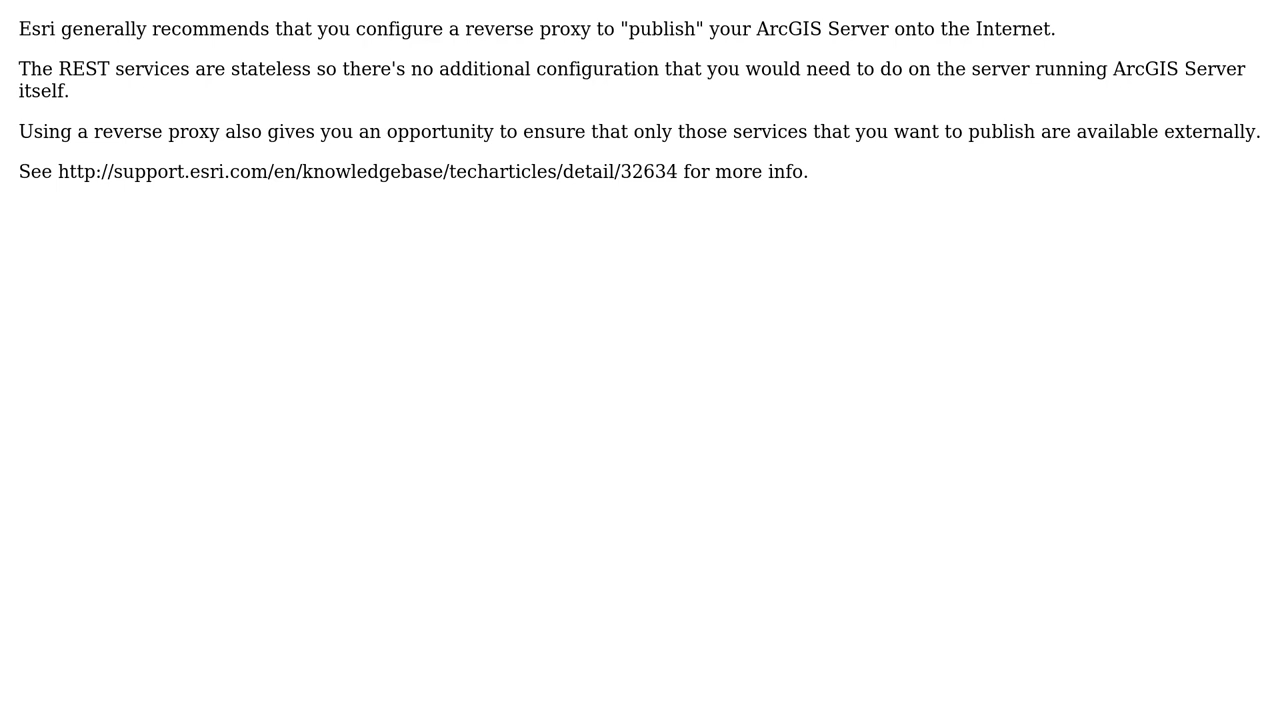 Esri generally recommends that you configure a reverse proxy to "publish" your ArcGIS Server onto the Internet.
The REST services are stateless so there's no additional configuration that you would need to do on the server running ArcGIS Server
itself.
Using a reverse proxy also gives you an opportunity to ensure that only those services that you want to publish are available externally.
See http://support.esri.com/en/knowledgebase/techarticles/detail/32634 for more info.